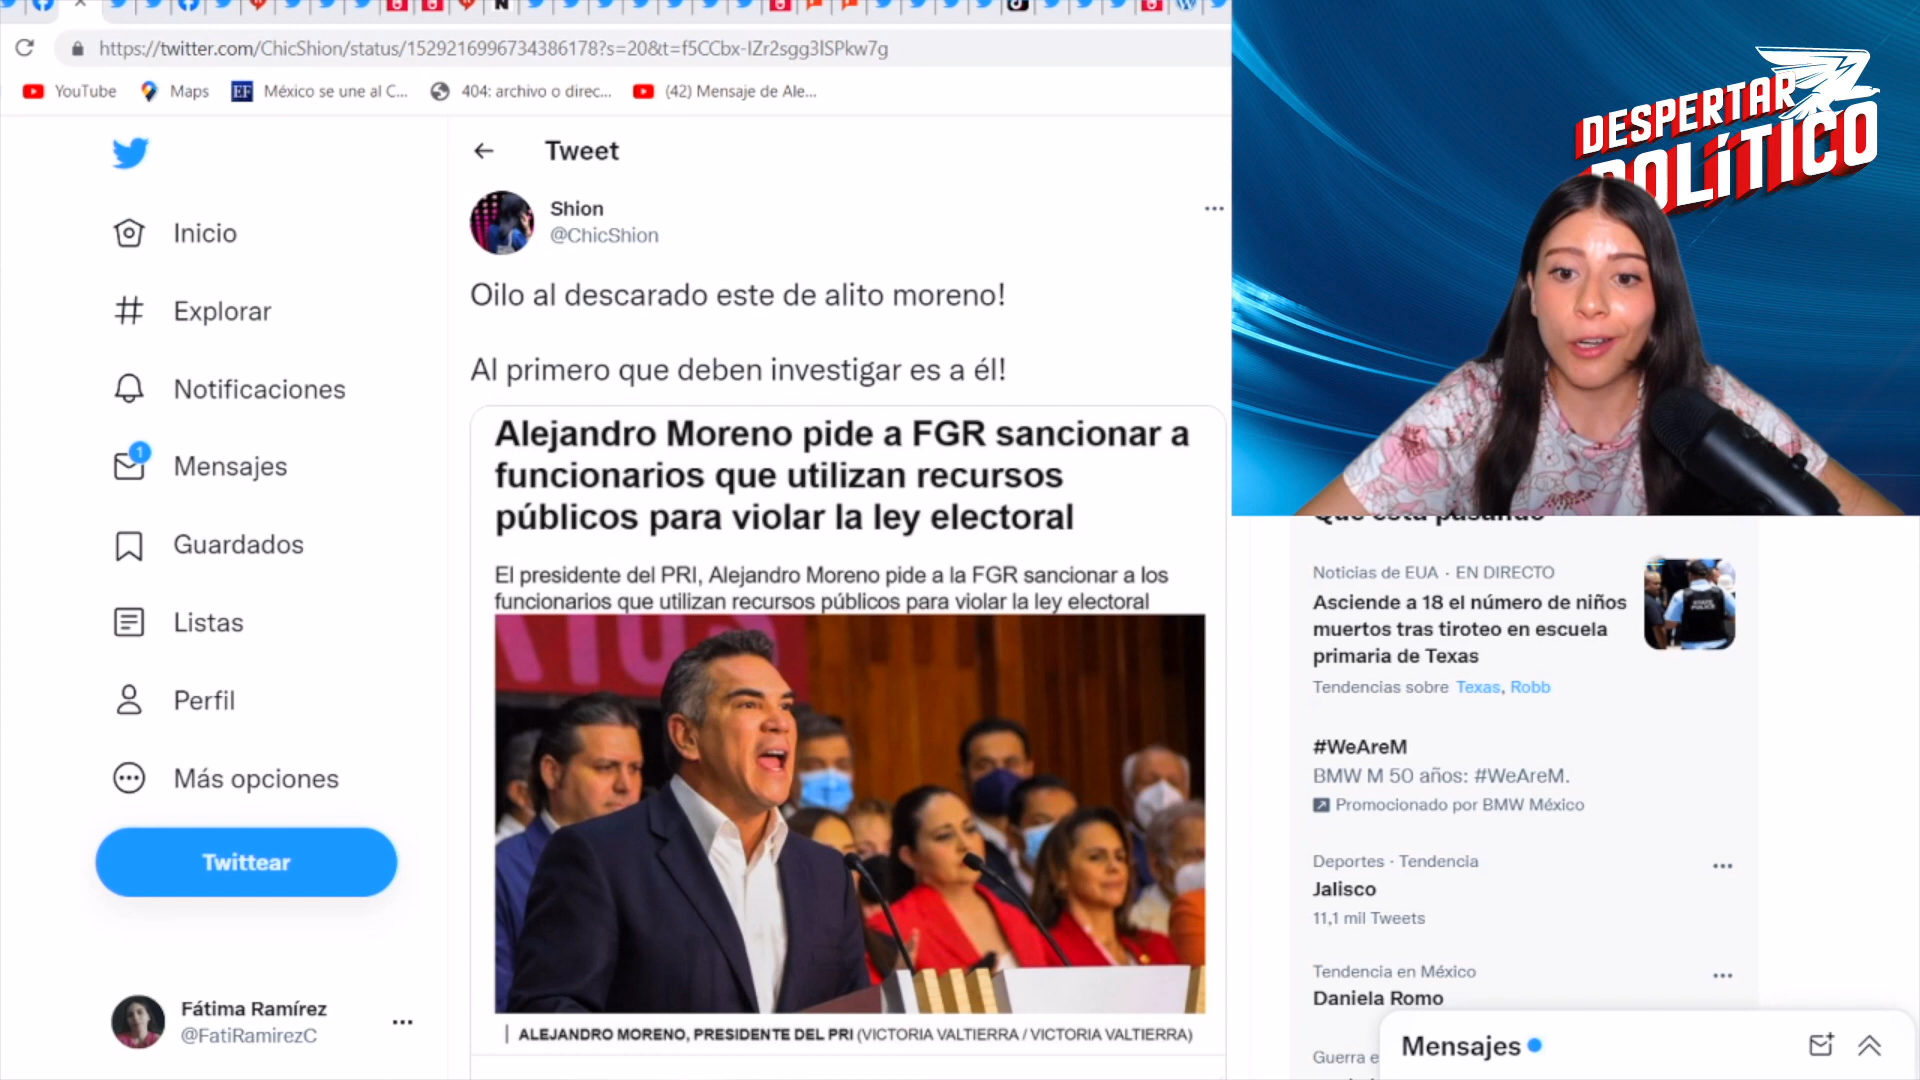 https://twitter.com/ChicShion/status/1529216996734386178?s=20&t=f5CCbx-IZr2sgg3lSPkw7g
YouTube
Maps
EF
México se une al C...
404: archivo o direc...
(42) Mensaje de Ale...
DESPERTAR
POLÍTICO
Inicio
Explorar
Notificaciones
1
Mensajes
Guardados
Listas
Perfil
Más opciones
Twittear
Fátima Ramírez
@FatiRamirezC
Tweet
Shion
@ChicShion
Oilo al descarado este de alito moreno!
Al primero que deben investigar es a él!
Alejandro Moreno pide a FGR sancionar a
funcionarios que utilizan recursos
públicos para violar la ley electoral
El presidente del PRI, Alejandro Moreno pide a la FGR sancionar a los
funcionarios que utilizan recursos públicos para violar la ley electoral
ALEJANDRO MORENO, PRESIDENTE DEL PRI (VICTORIA VALTIERRA / VICTORIA VALTIERRA)
Qué está pasando
Noticias de EUA · EN DIRECTO
Asciende a 18 el número de niños
muertos tras tiroteo en escuela
primaria de Texas
Tendencias sobre Texas, Robb
#WeAreM
BMW M 50 años: #WeAreM.
Promocionado por BMW México
Deportes · Tendencia
Jalisco
11,1 mil Tweets
Tendencia en México
Daniela Romo
Guerra e
Mensajes